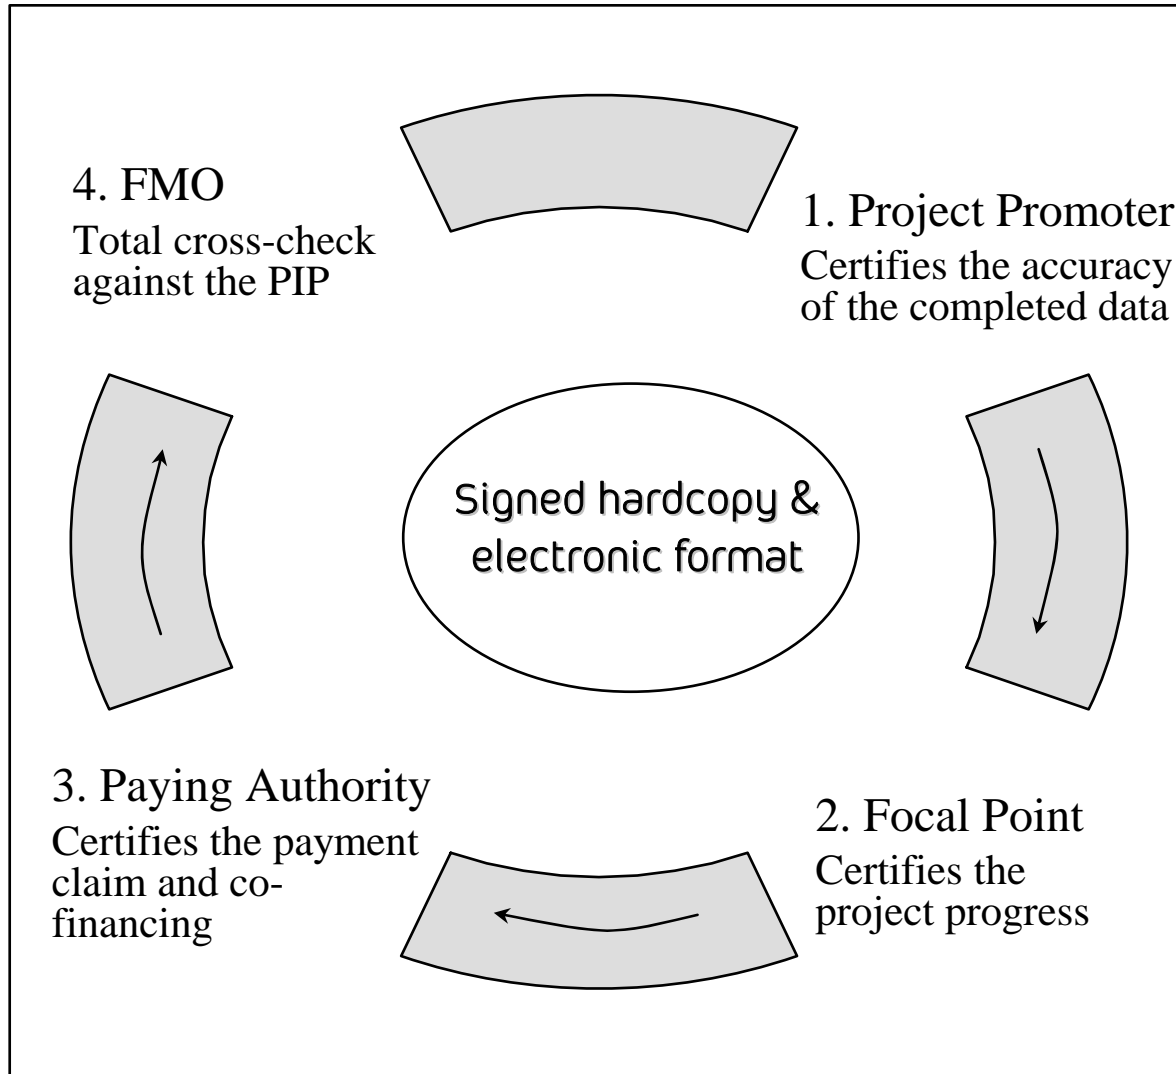 4. FMO
Total cross-check
against the PIP
1. Project Promoter
Certifies the accuracy
of the completed data
Signed hardcopy &
electronic format
3. Paying Authority
Certifies the payment
claim and co-
financing
2. Focal Point
Certifies the
project progress